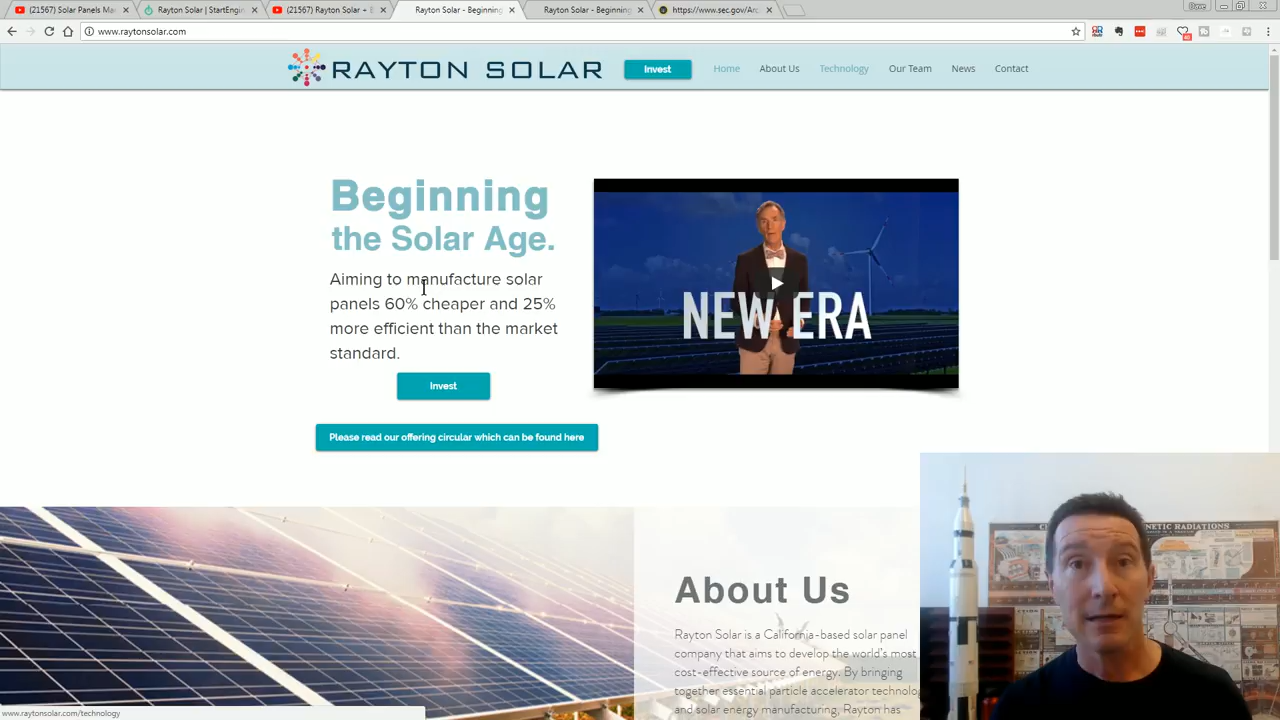 (21567) Solar Panels Ma
Rayton Solar | StartEngin
(21567) Rayton Solar + B
Rayton Solar - Beginning
Rayton Solar - Beginning
https://www.sec.gov/Arc
Dave
www.raytonsolar.com
RAYTON SOLAR
Invest
Home
About Us
Technology
Our Team
News
Contact
Beginning
the Solar Age.
Aiming to manufacture solar
panels 60% cheaper and 25%
more efficient than the market
standard.
Invest
Please read our offering circular which can be found here
NEW ERA
About Us
Rayton Solar is a California-based solar panel
company that aims to develop the world's most
cost-effective source of energy. By bringing
together essential particle accelerator technolog
and solar energy manufacturing, Rayton has
NETIC RADIATIONS
www.raytonsolar.com/technology